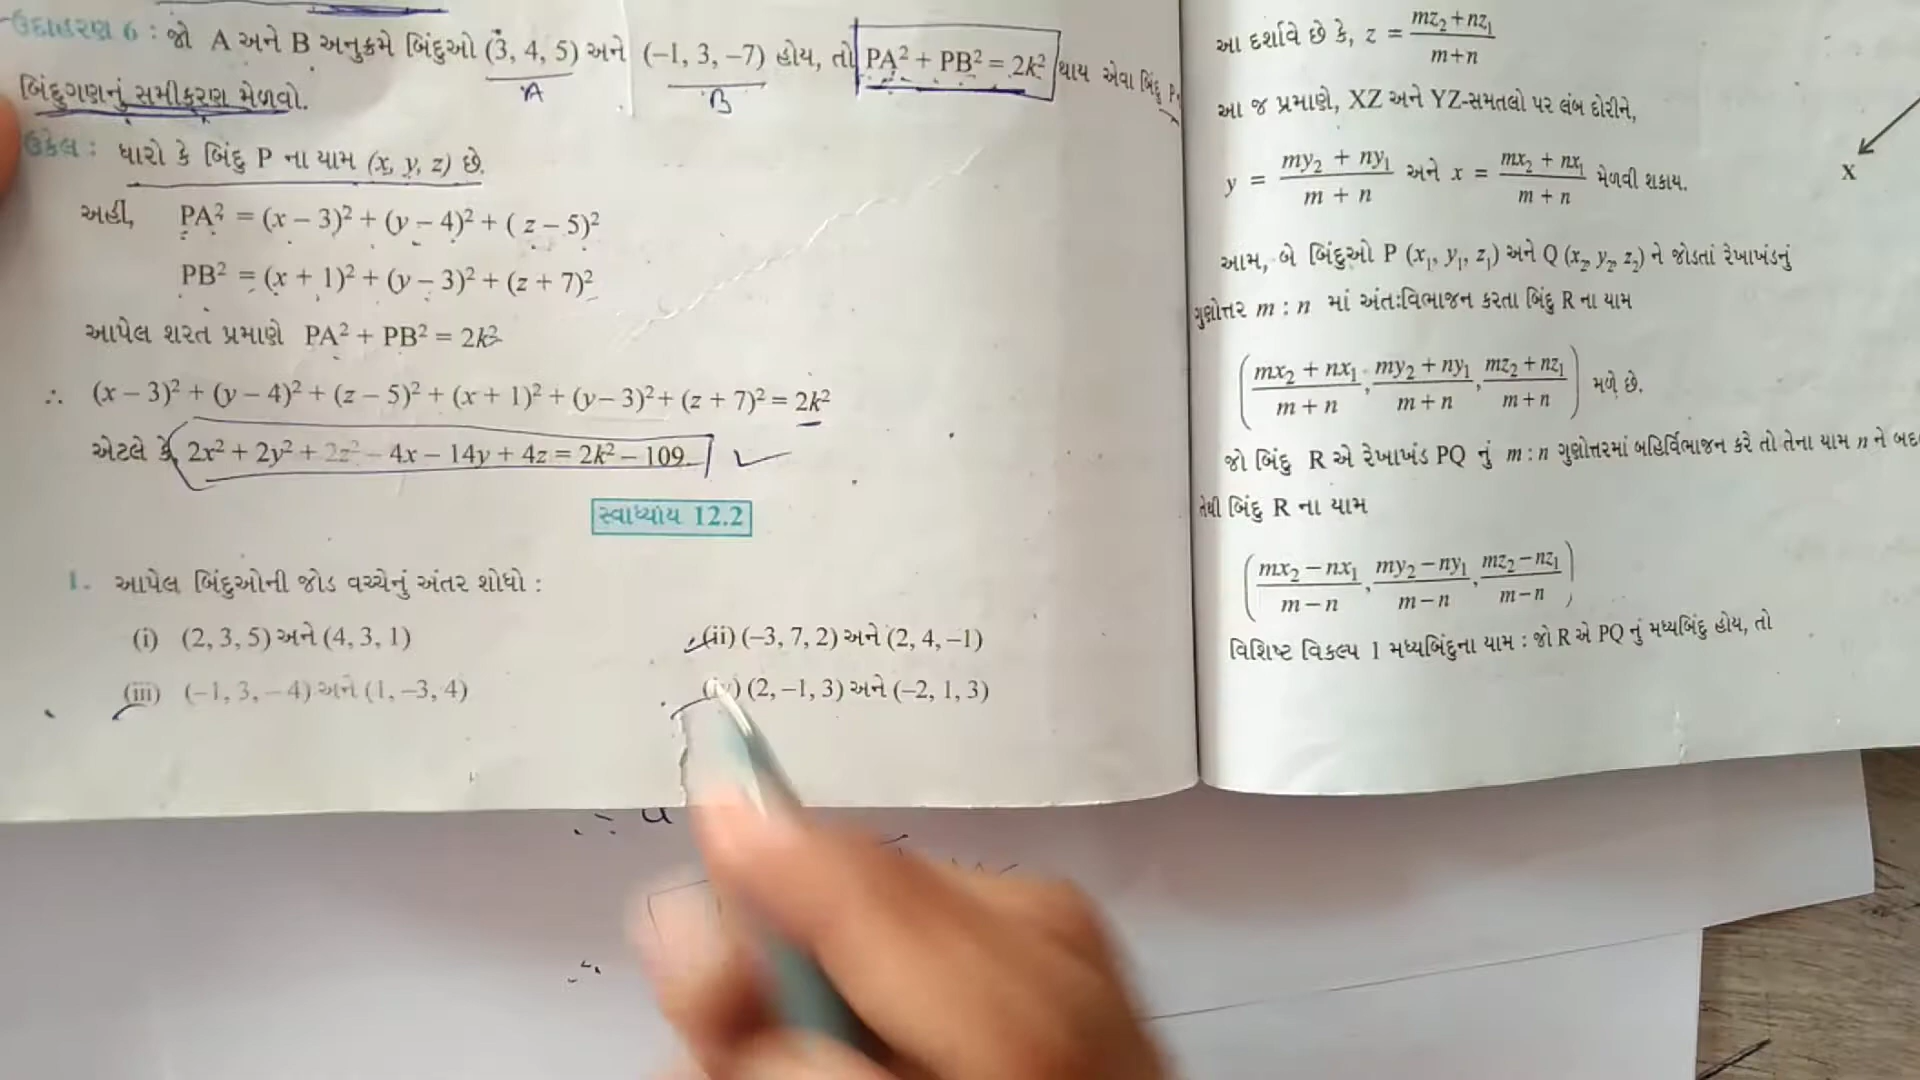 ઉદાહરણ 6 : જો A અને B અનુક્રમે બિંદુઓ (3, 4, 5) અને (−1, 3, −7) હોય, તો PA² + PB² = 2k² થાય એવા બિંદુ P
A B
બિંદુગણનું સમીકરણ મેળવો.
ઉકેલ : ધારો કે બિંદુ P ના યામ (x, y, z) છે.
અહીં, PA² = (x − 3)² + (y − 4)² + ( z − 5)²
PB² = (x + 1)² + (y − 3)² + (z + 7)²
આપેલ શરત પ્રમાણે PA² + PB² = 2k²
∴ (x − 3)² + (y − 4)² + (z − 5)² + (x + 1)² + (y − 3)² + (z + 7)² = 2k²
એટલે કે, 2x² + 2y² + 2z² − 4x − 14y + 4z = 2k² − 109.
સ્વાધ્યાય 12.2
1. આપેલ બિંદુઓની જોડ વચ્ચેનું અંતર શોધો :
(i) (2, 3, 5) અને (4, 3, 1) (ii) (−3, 7, 2) અને (2, 4, −1)
(iii) (−1, 3, −4) અને (1, −3, 4) (iv) (2, −1, 3) અને (−2, 1, 3)
આ દર્શાવે છે કે, z = (mz₂+nz₁)/(m+n)
આ જ પ્રમાણે, XZ અને YZ-સમતલો પર લંબ દોરીને,
X
y = (my₂ + ny₁)/(m + n) અને x = (mx₂ + nx₁)/(m + n) મેળવી શકાય.
આમ, બે બિંદુઓ P (x₁, y₁, z₁) અને Q (x₂, y₂, z₂) ને જોડતાં રેખાખંડનું
ગુણોત્તર m : n માં અંતઃવિભાજન કરતા બિંદુ R ના યામ
((mx₂ + nx₁)/(m + n), (my₂ + ny₁)/(m + n), (mz₂ + nz₁)/(m + n)) મળે છે.
જો બિંદુ R એ રેખાખંડ PQ નું m : n ગુણોત્તરમાં બહિર્વિભાજન કરે તો તેના યામ n ને
તેથી બિંદુ R ના યામ
((mx₂ − nx₁)/(m − n), (my₂ − ny₁)/(m − n), (mz₂ − nz₁)/(m − n))
વિશિષ્ટ વિકલ્પ 1 મધ્યબિંદુના યામ : જો R એ PQ નું મધ્યબિંદુ હોય, તો